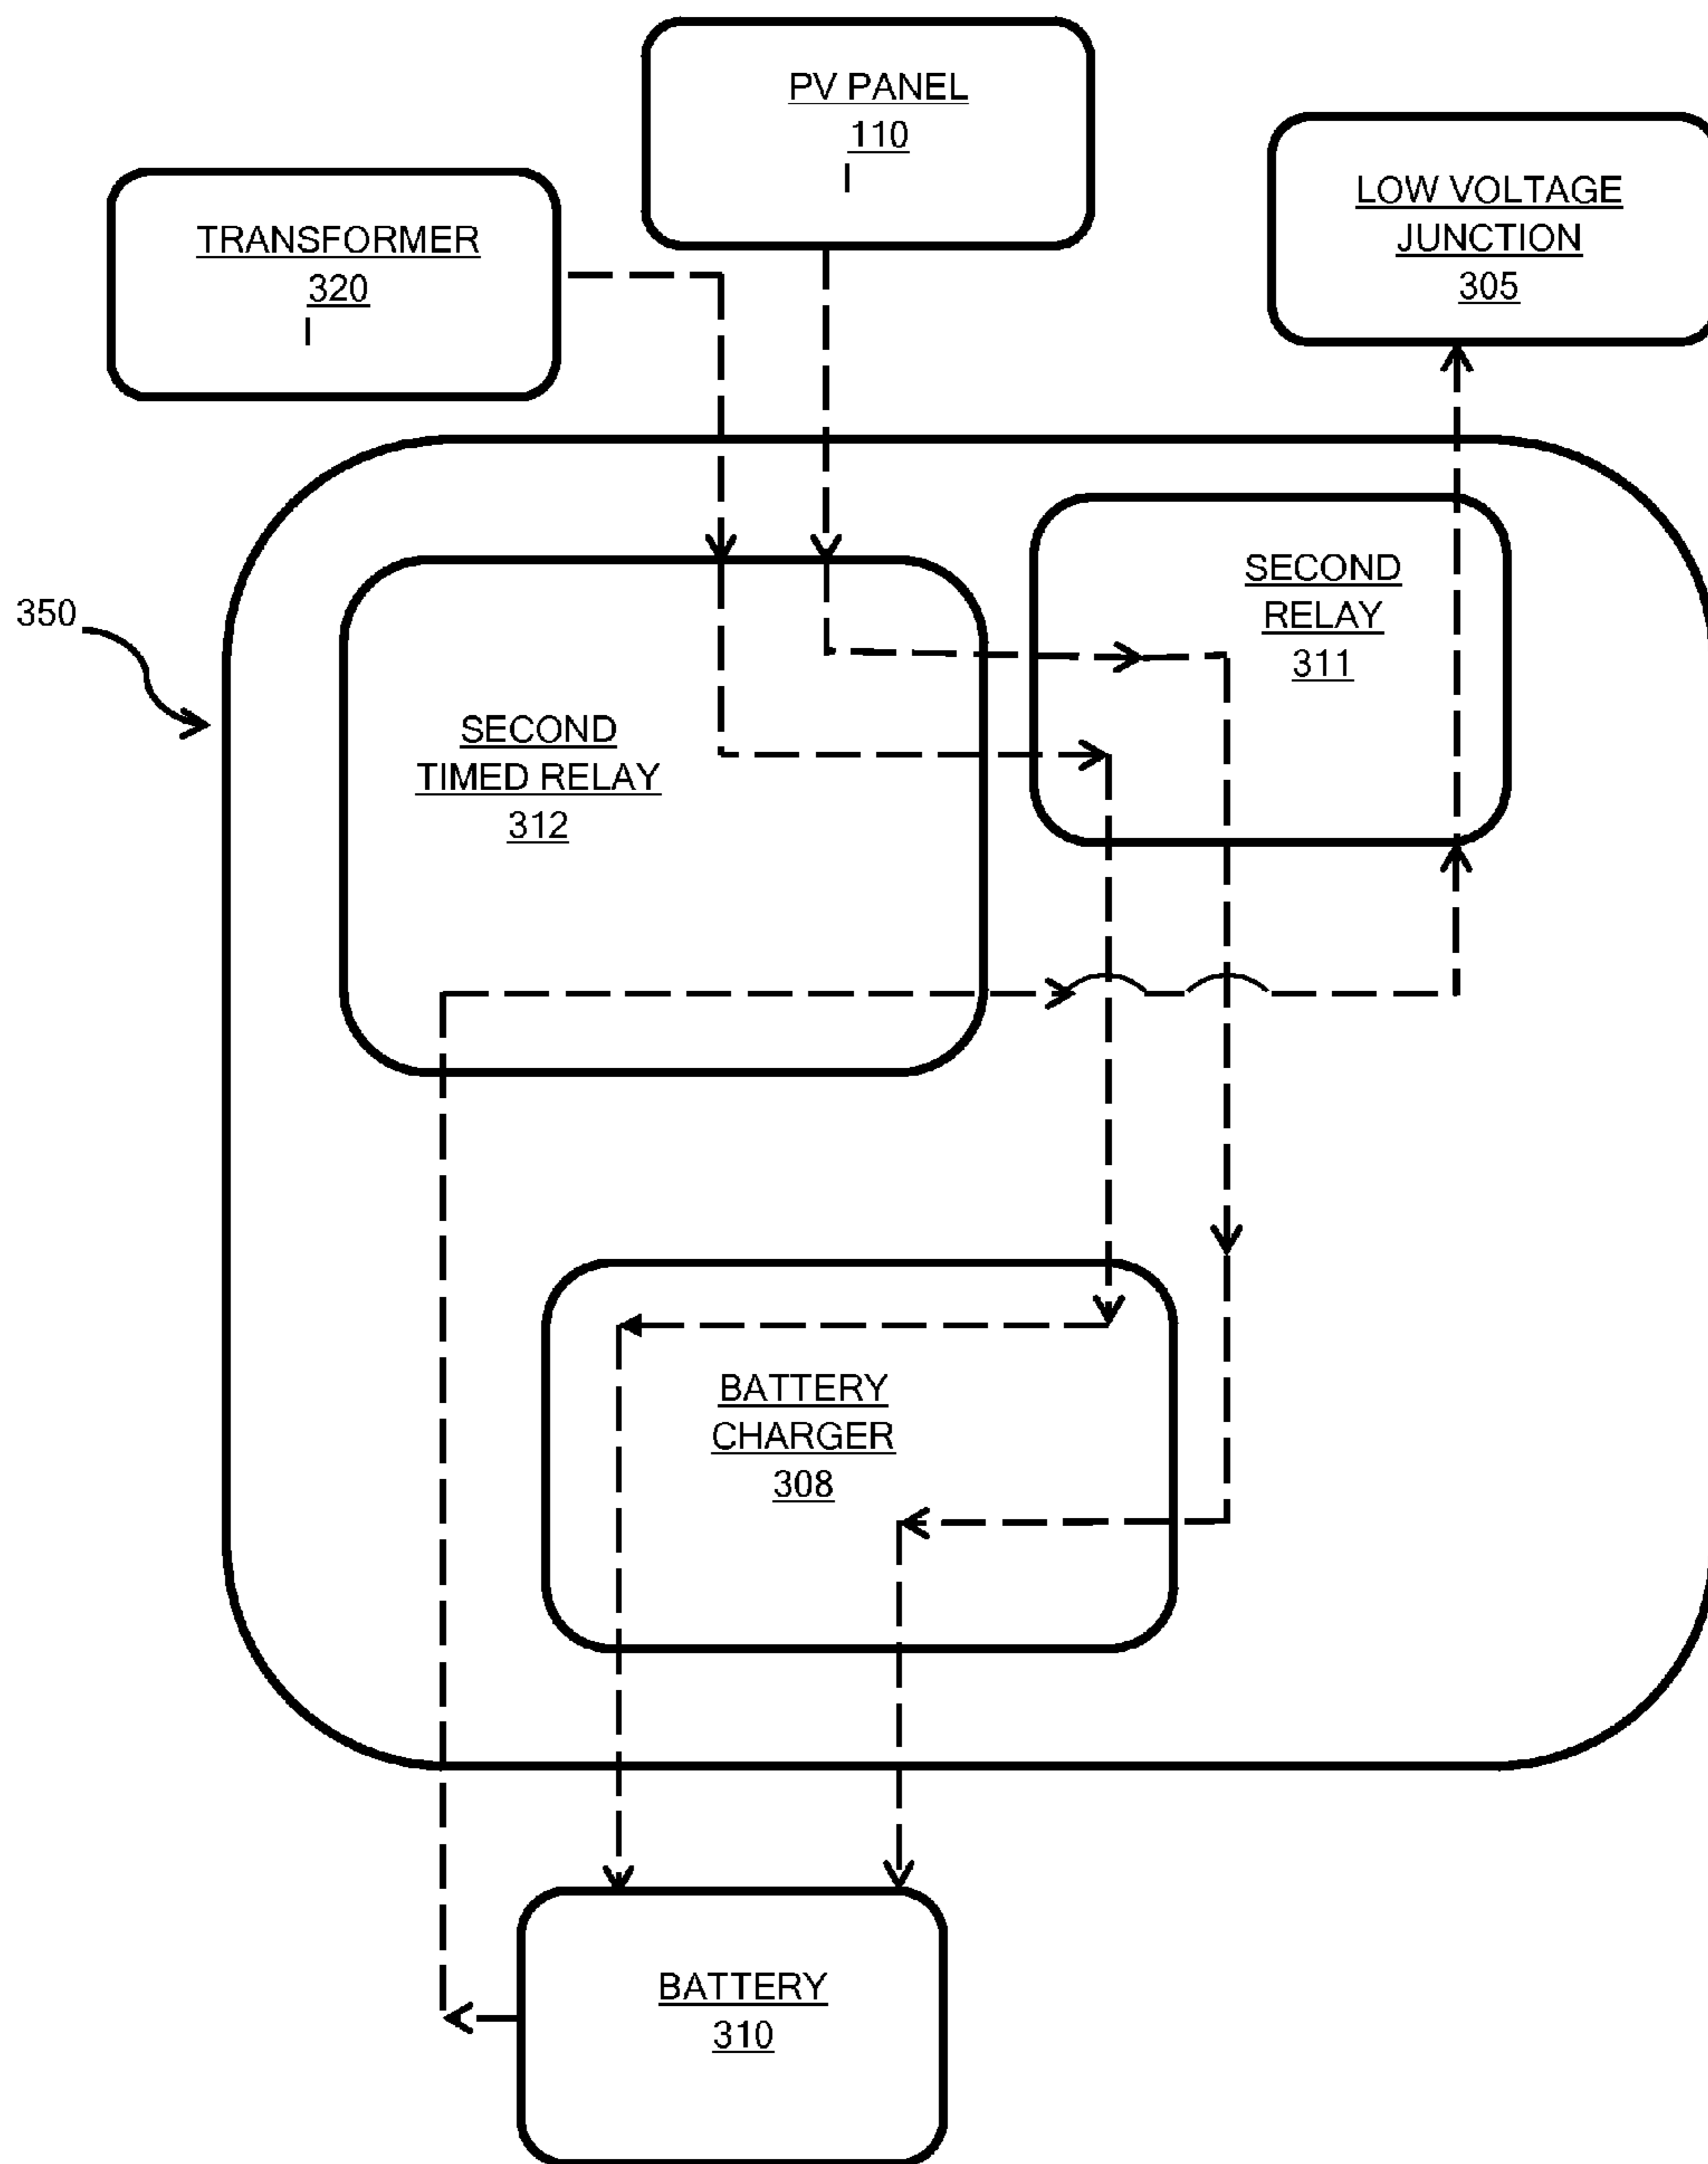 PV PANEL
110
LOW VOLTAGE
JUNCTION
305
TRANSFORMER
320
SECOND
RELAY
311
350
SECOND
TIMED RELAY
312
BATTERY
CHARGER
308
BATTERY
310